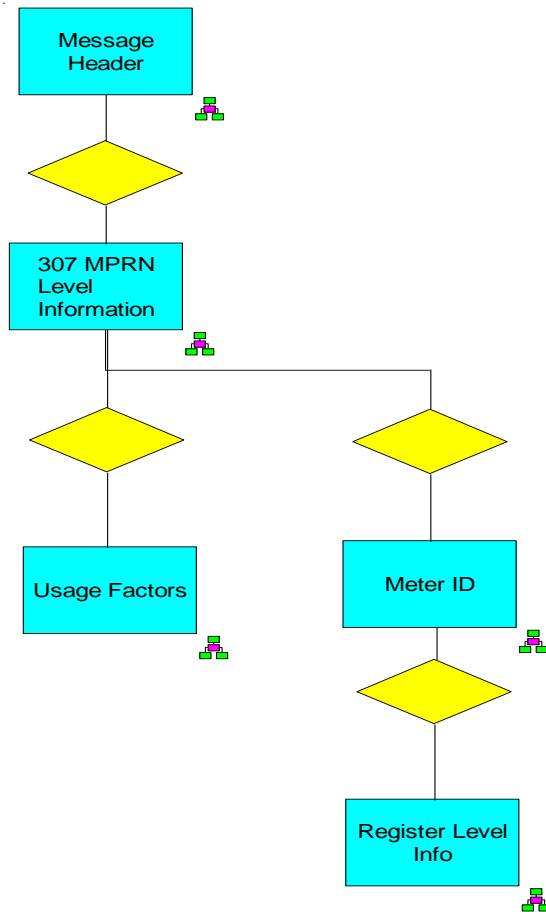 Message
Header
307 MPRN
Level
Information
Usage Factors
Meter ID
Register Level
Info